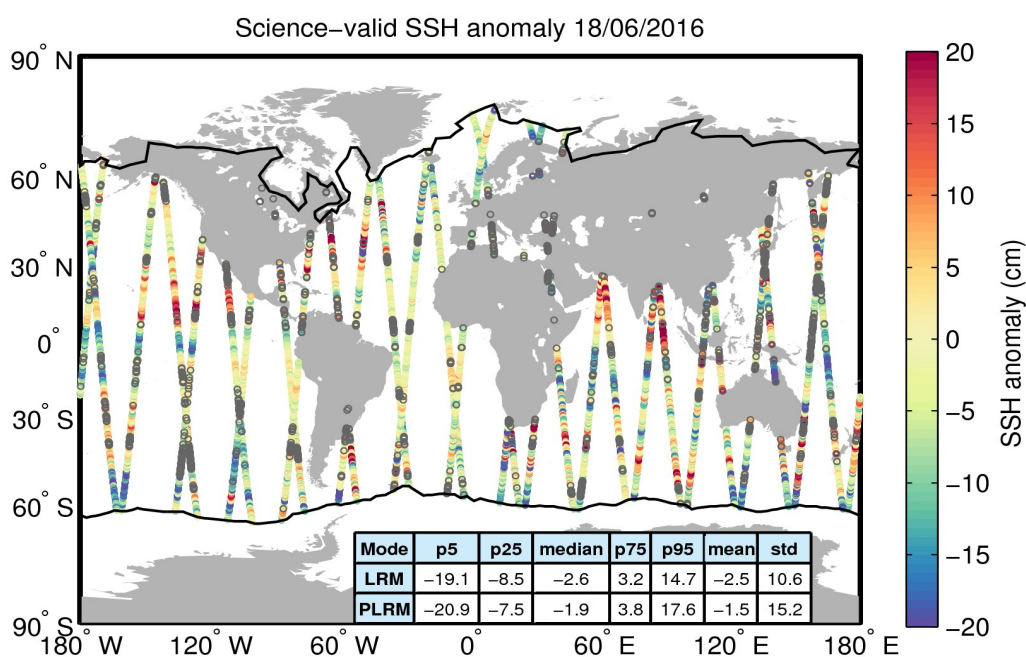 Science−valid SSH anomaly 18/06/2016
90° N
60° N
30° N
0°
30° S
60° S
90° S
180° W
120° W
60° W
0°
60° E
120° E
180° E
Mode p5 p25 median p75 p95 mean std
LRM −19.1 −8.5 −2.6 3.2 14.7 −2.5 10.6
PLRM −20.9 −7.5 −1.9 3.8 17.6 −1.5 15.2
20
15
10
5
0
−5
−10
−15
−20
SSH anomaly (cm)